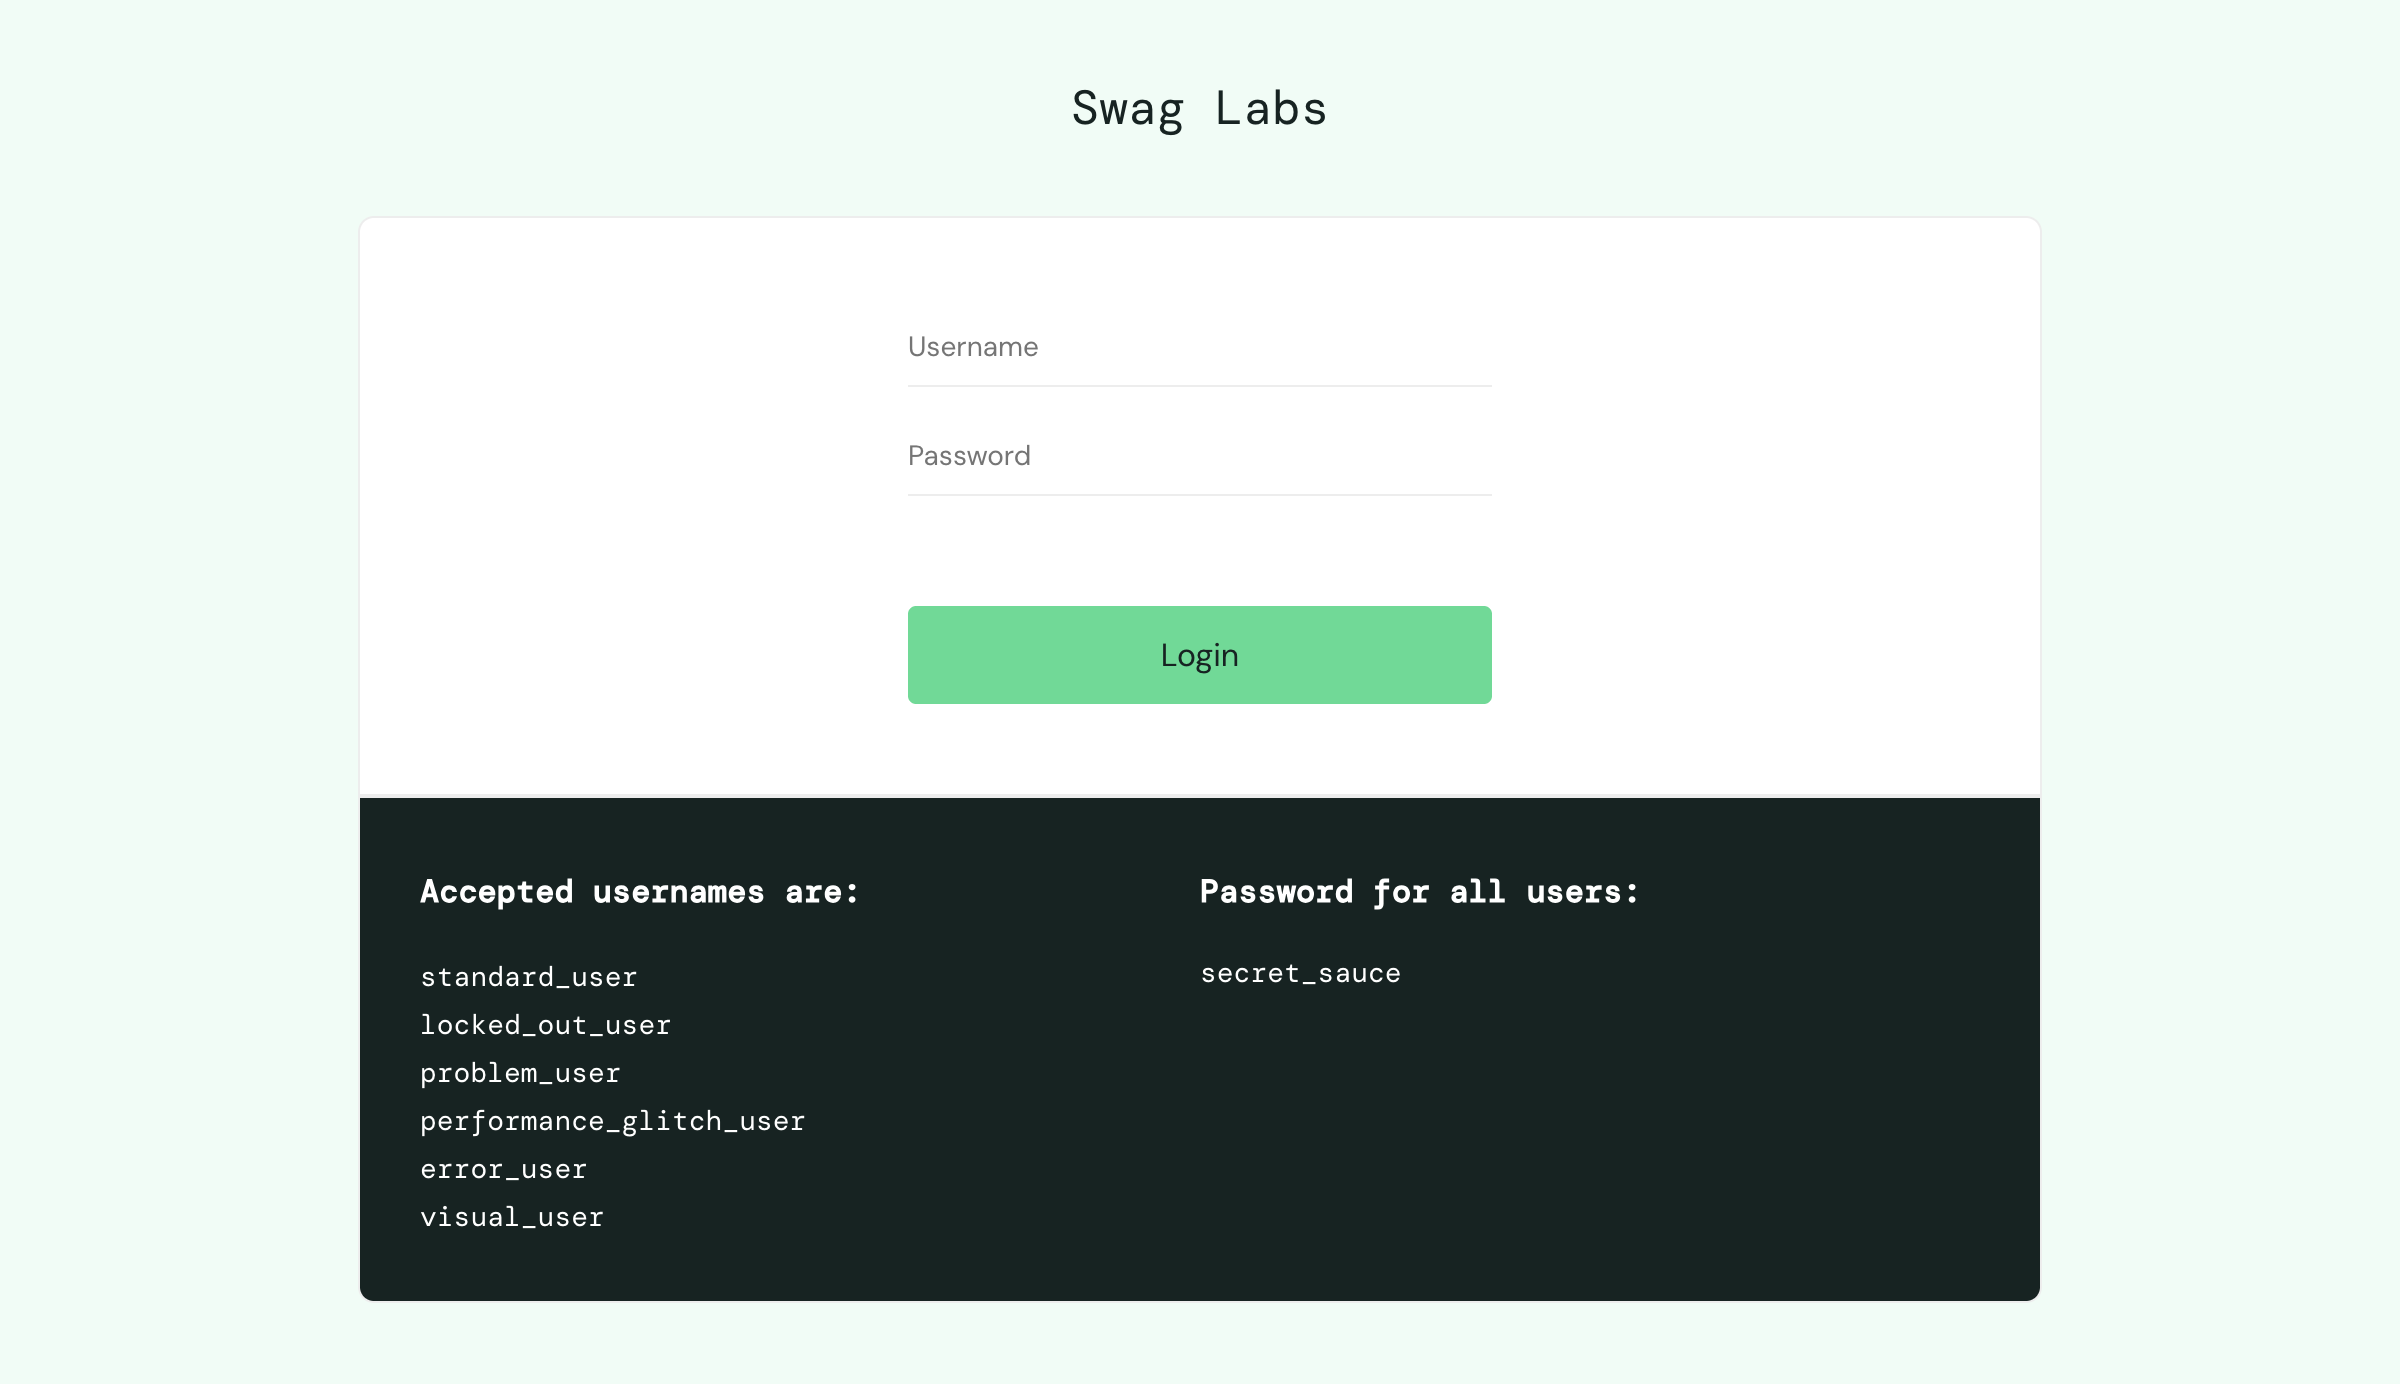 Swag Labs
Username
Password
Login
Accepted usernames are:
standard_user
locked_out_user
problem_user
performance_glitch_user
error_user
visual_user
Password for all users:
secret_sauce